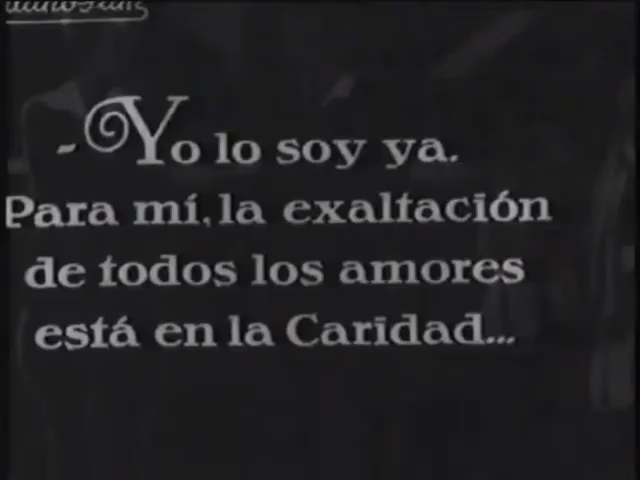 -Yo lo soy ya.
Para mí, la exaltación
de todos los amores
está en la Caridad...